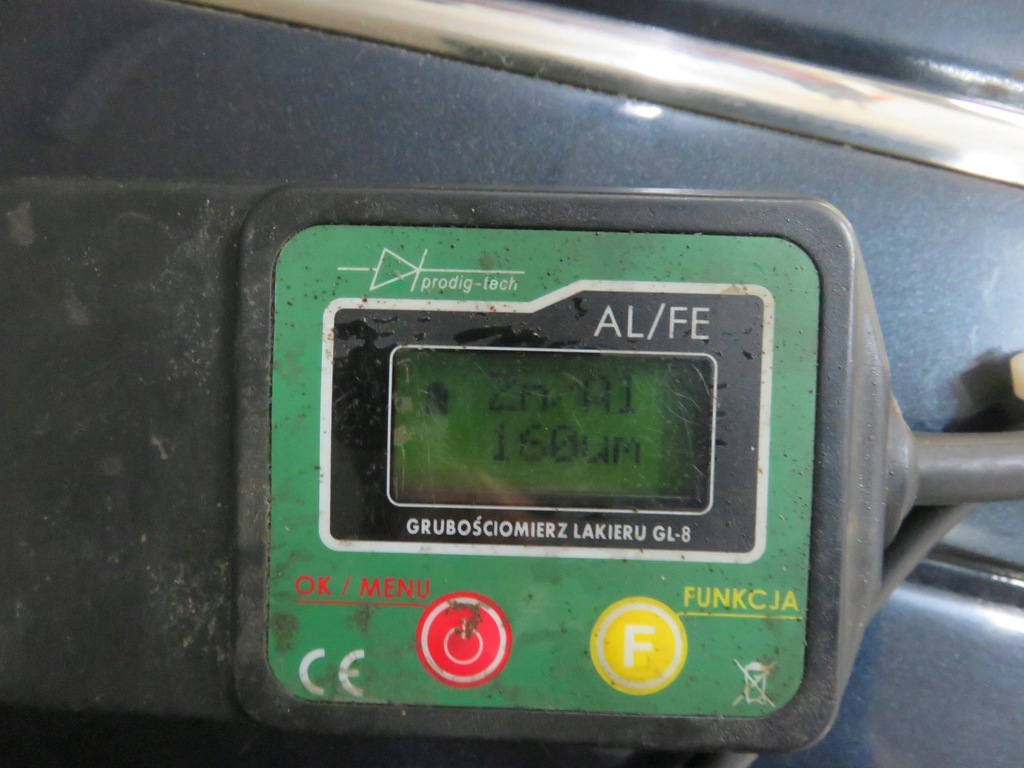 prodig-tech
AL/FE
Zn/Al
160um
GRUBOŚCIOMIERZ LAKIERU GL-8
OK / MENU
FUNKCJA
F
CE